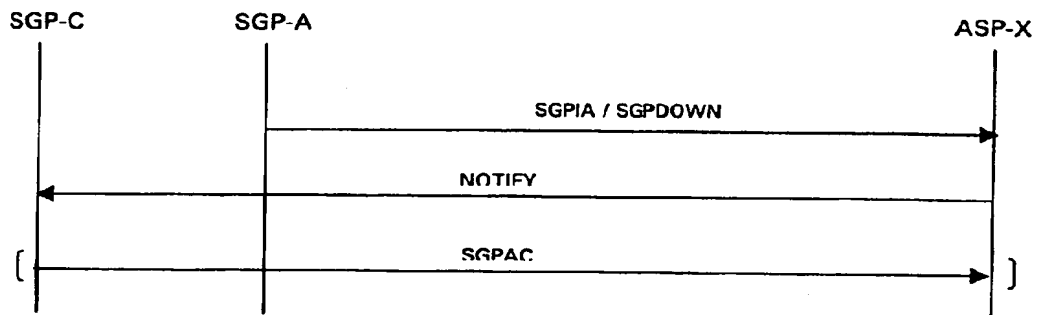 SGP-C
SGP-A
ASP-X
SGPIA / SGPDOWN
NOTIFY
[ SGPAC ]